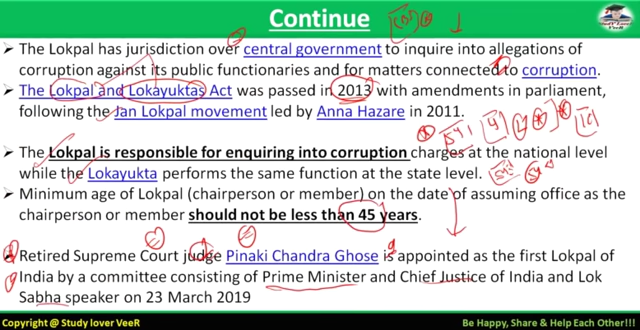 Continue
The Lokpal has jurisdiction over central government to inquire into allegations of
corruption against its public functionaries and for matters connected to corruption.
The Lokpal and Lokayuktas Act was passed in 2013 with amendments in parliament,
following the Jan Lokpal movement led by Anna Hazare in 2011.
The Lokpal is responsible for enquiring into corruption charges at the national level
while the Lokayukta performs the same function at the state level.
Minimum age of Lokpal (chairperson or member) on the date of assuming office as the
chairperson or member should not be less than 45 years.
Retired Supreme Court judge Pinaki Chandra Ghose is appointed as the first Lokpal of
India by a committee consisting of Prime Minister and Chief Justice of India and Lok
Sabha speaker on 23 March 2019
Copyright @ Study lover VeeR
Be Happy, Share & Help Each Other!!!